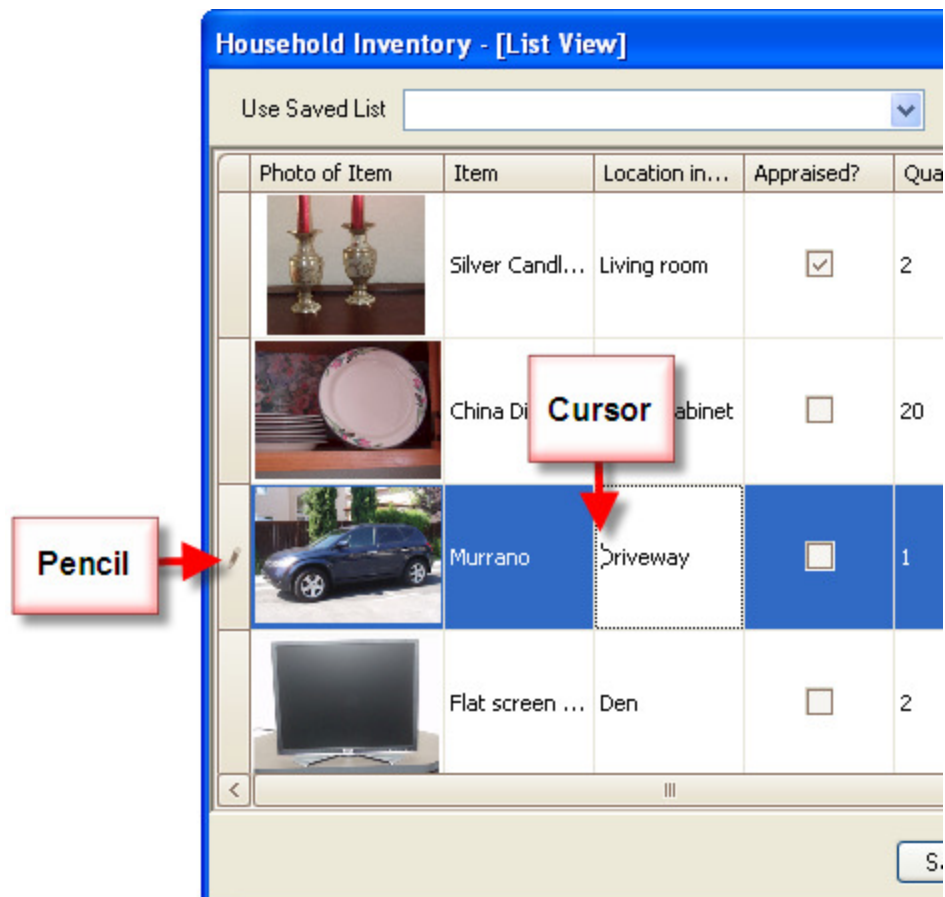 Household Inventory - [List View]
Use Saved List
Photo of Item Item Location in... Appraised? Qua
Silver Candl... Living room 2
China Di abinet 20
Cursor
Murrano Driveway 1
Pencil
Flat screen ... Den 2
S